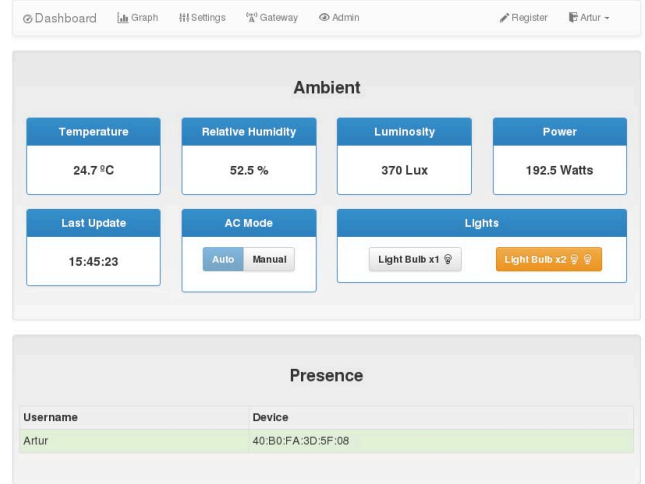 Dashboard Graph Settings Gateway Admin Register Artur
Ambient
Temperature Relative Humidity Luminosity Power
24.7 ºC 52.5 % 370 Lux 192.5 Watts
Last Update AC Mode Lights
15:45:23 Auto Manual Light Bulb x1 Light Bulb x2
Presence
Username Device
Artur 40:B0:FA:3D:5F:08